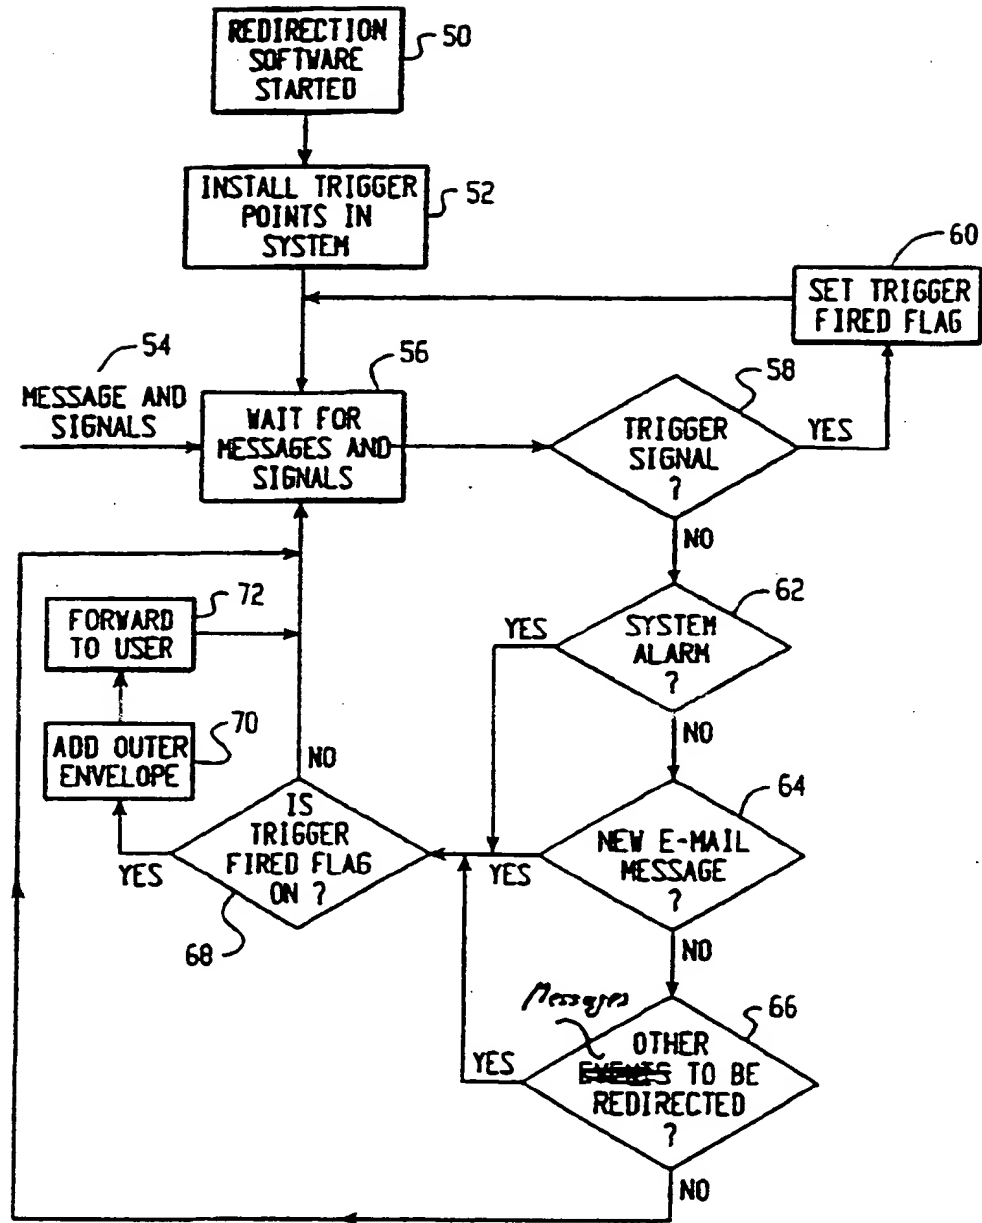 REDIRECTION
SOFTWARE
STARTED
50
INSTALL TRIGGER
POINTS IN
SYSTEM
52
60
SET TRIGGER
FIRED FLAG
54
MESSAGE AND
SIGNALS
56
WAIT FOR
MESSAGES AND
SIGNALS
58
TRIGGER
SIGNAL
?
YES
NO
62
SYSTEM
ALARM
?
YES
NO
72
FORWARD
TO USER
70
ADD OUTER
ENVELOPE
NO
IS
TRIGGER
FIRED FLAG
ON ?
YES
68
64
NEW E-MAIL
MESSAGE
?
YES
NO
Messages
66
OTHER
EVENTS TO BE
REDIRECTED
?
YES
NO